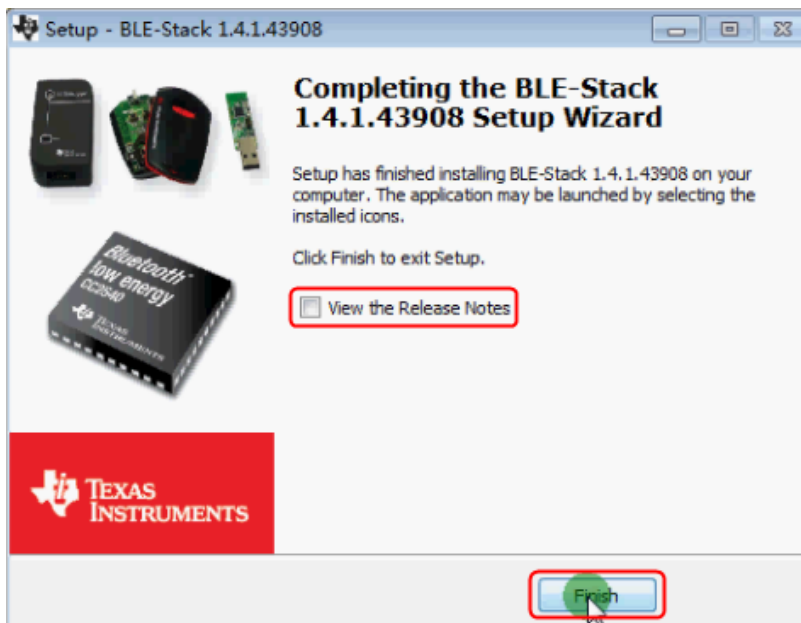 Setup - BLE-Stack 1.4.1.43908
Completing the BLE-Stack
1.4.1.43908 Setup Wizard
Setup has finished installing BLE-Stack 1.4.1.43908 on your
computer. The application may be launched by selecting the
installed icons.
Click Finish to exit Setup.
View the Release Notes
Bluetooth
low energy
CC2540
TEXAS
INSTRUMENTS
TEXAS
INSTRUMENTS
Finish